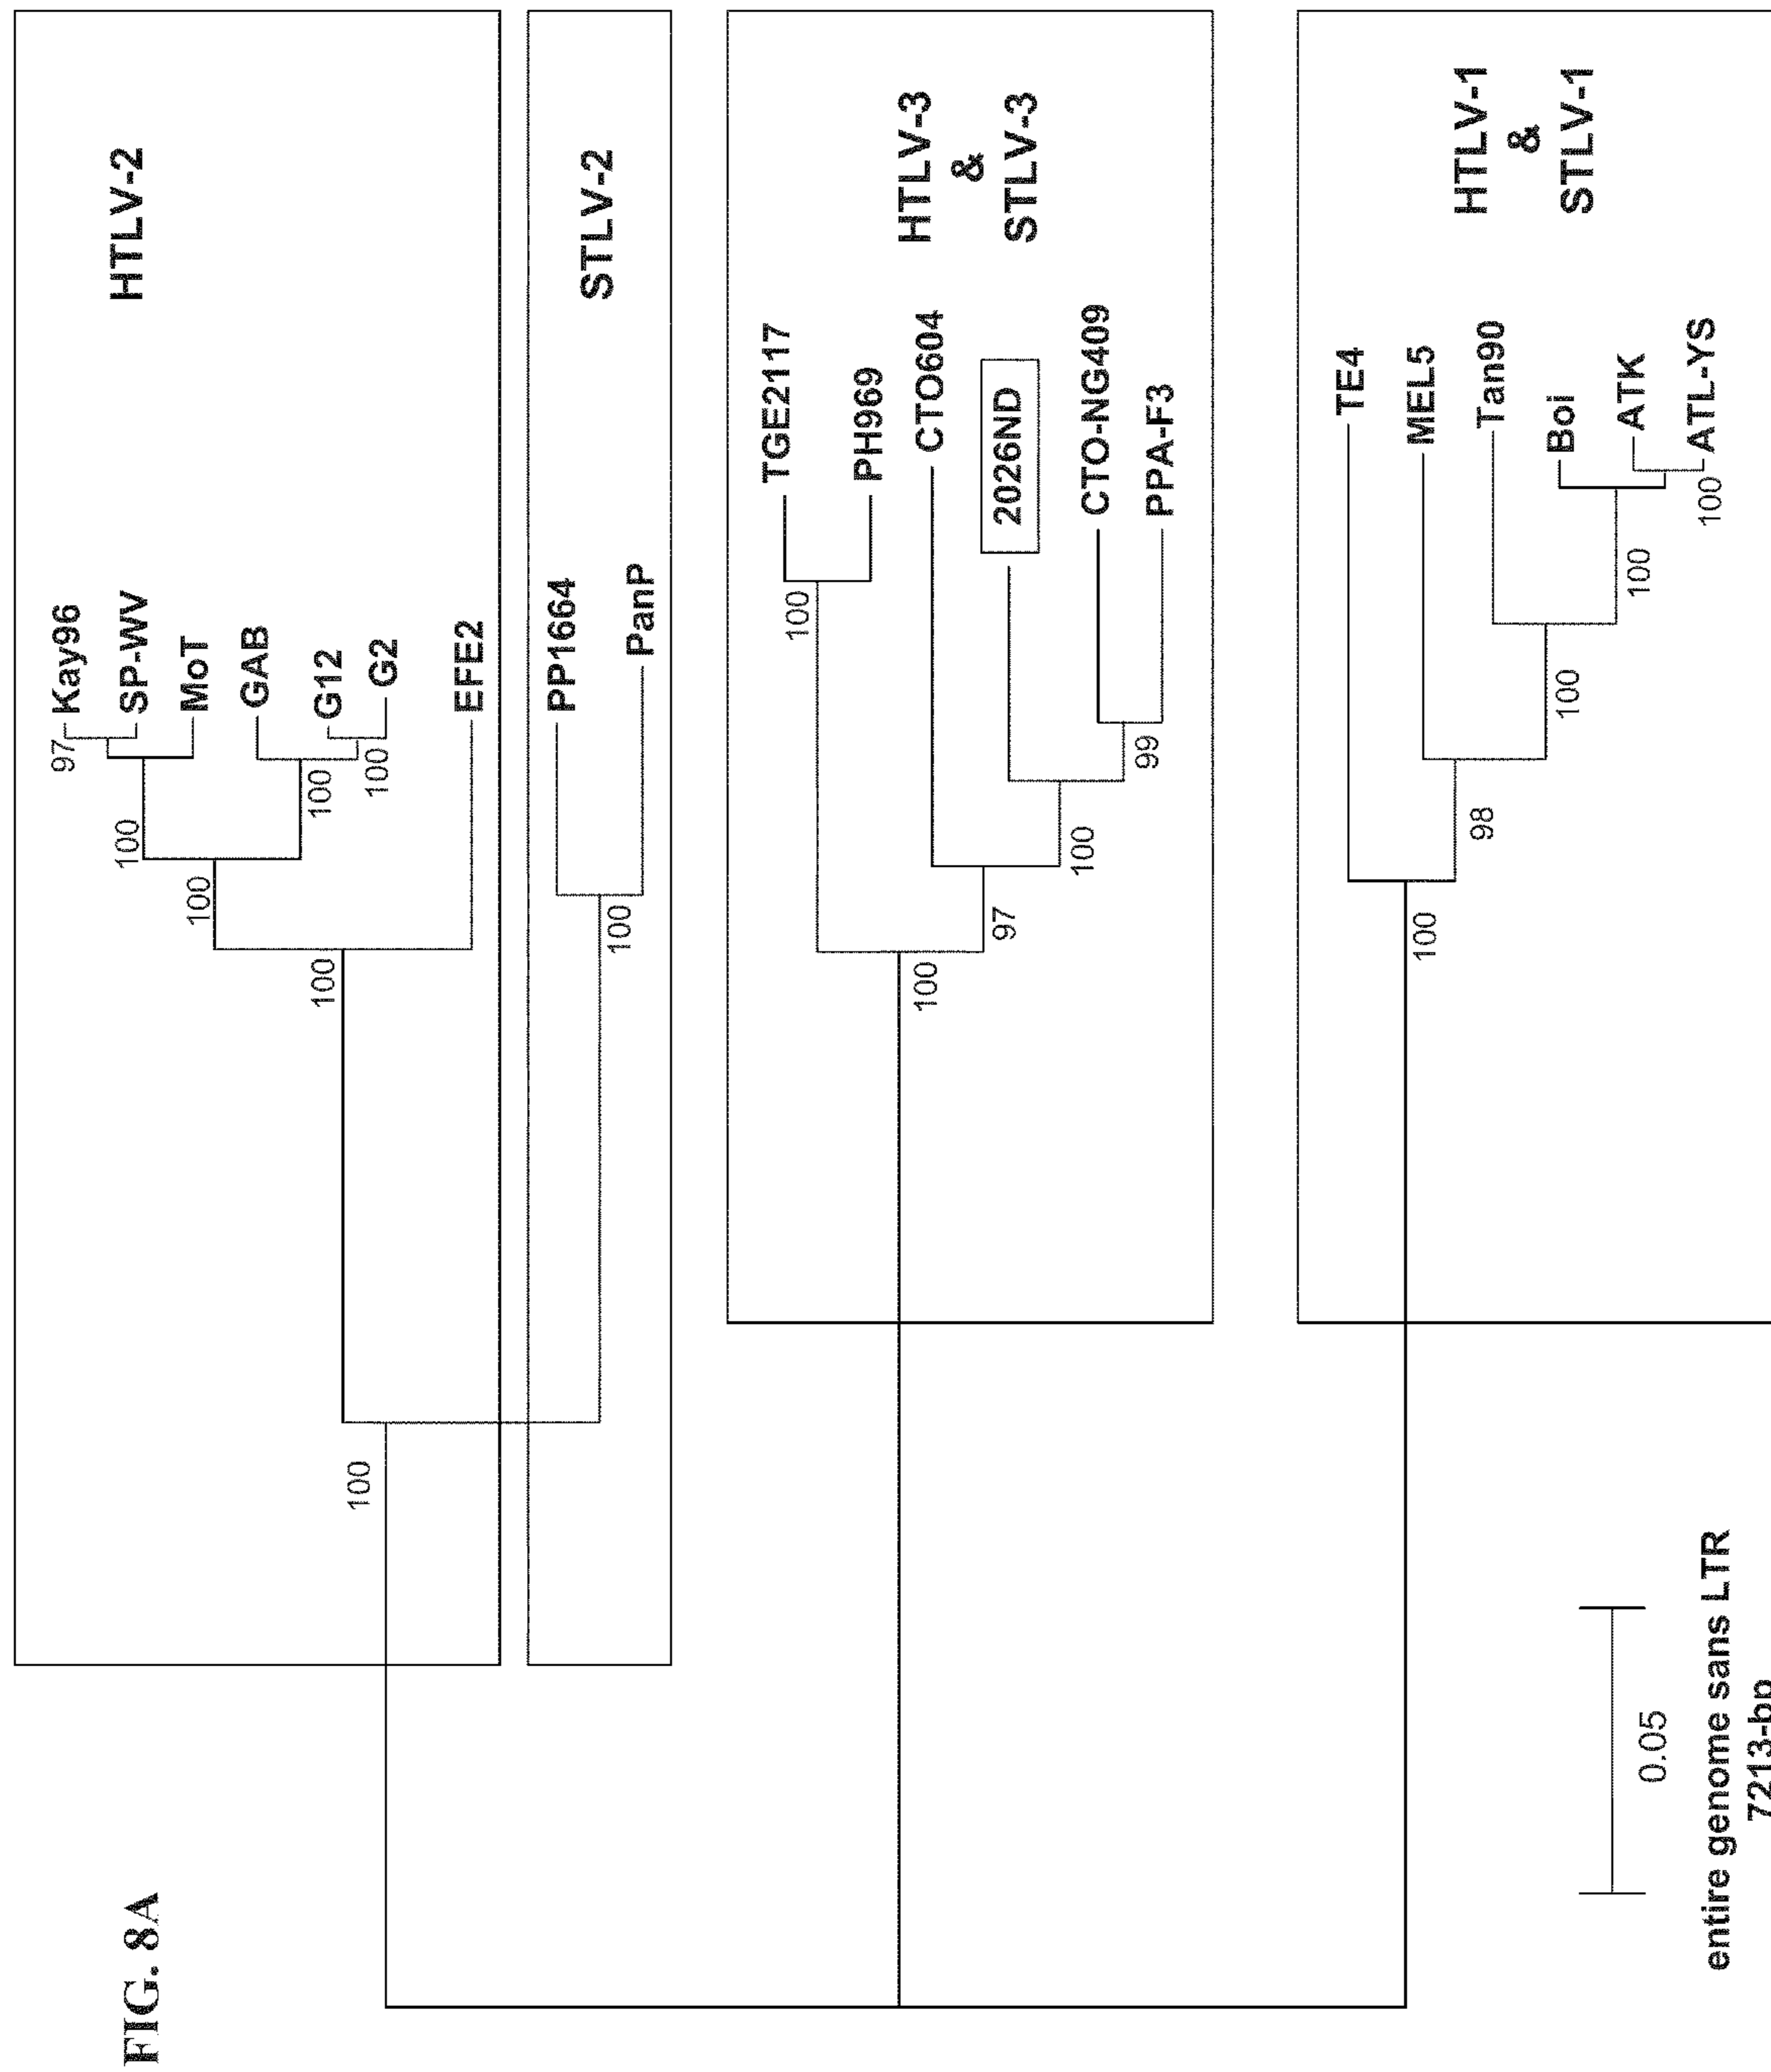 FIG. 8A
HTLV-2
Kay96
97
SP-WV
MoT
100
GAB
100
G12
100
G2
100
EFE2
100
100
STLV-2
PP1664
PanP
100
HTLV-3
&
STLV-3
TGE2117
100
PH969
CTO604
100
2026ND
97
CTO-NG409
100
PPA-F3
99
HTLV-1
&
STLV-1
TE4
100
MEL5
98
Tan90
100
Boi
100
ATK
ATL-YS
100
0.05
entire genome sans LTR
7213-bp